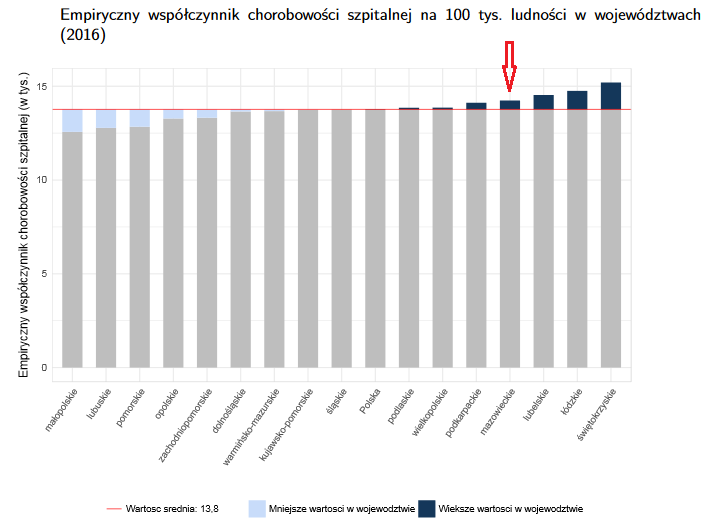 Empiryczny współczynnik chorobowości szpitalnej na 100 tys. ludności w województwach
(2016)
Empiryczny współczynnik chorobowości szpitalnej (w tys.)
15
10
5
0
małopolskie
lubuskie
pomorskie
opolskie
zachodniopomorskie
dolnośląskie
warmińsko-mazurskie
kujawsko-pomorskie
śląskie
Polska
podlaskie
wielkopolskie
podkarpackie
mazowieckie
lubelskie
łódzkie
świętokrzyskie
Wartosc srednia: 13,8
Mniejsze wartosci w wojewodztwie
Wieksze wartosci w wojewodztwie